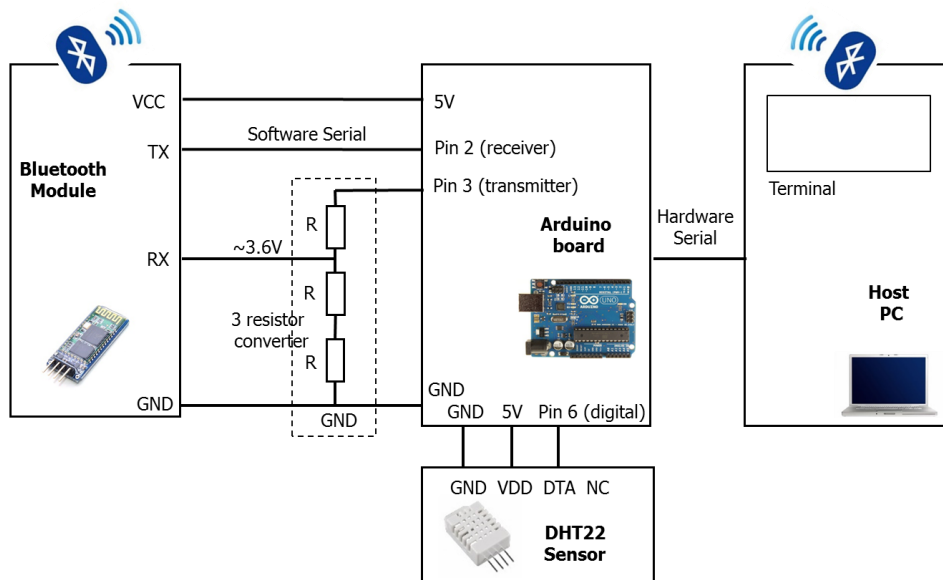 VCC
TX
Bluetooth
Module
RX
GND
Software Serial
~3.6V
R
R
3 resistor
converter
R
GND
5V
Pin 2 (receiver)
Pin 3 (transmitter)
Arduino
board
UNO
GND
GND 5V Pin 6 (digital)
Hardware
Serial
Terminal
Host
PC
GND VDD DTA NC
DHT22
Sensor